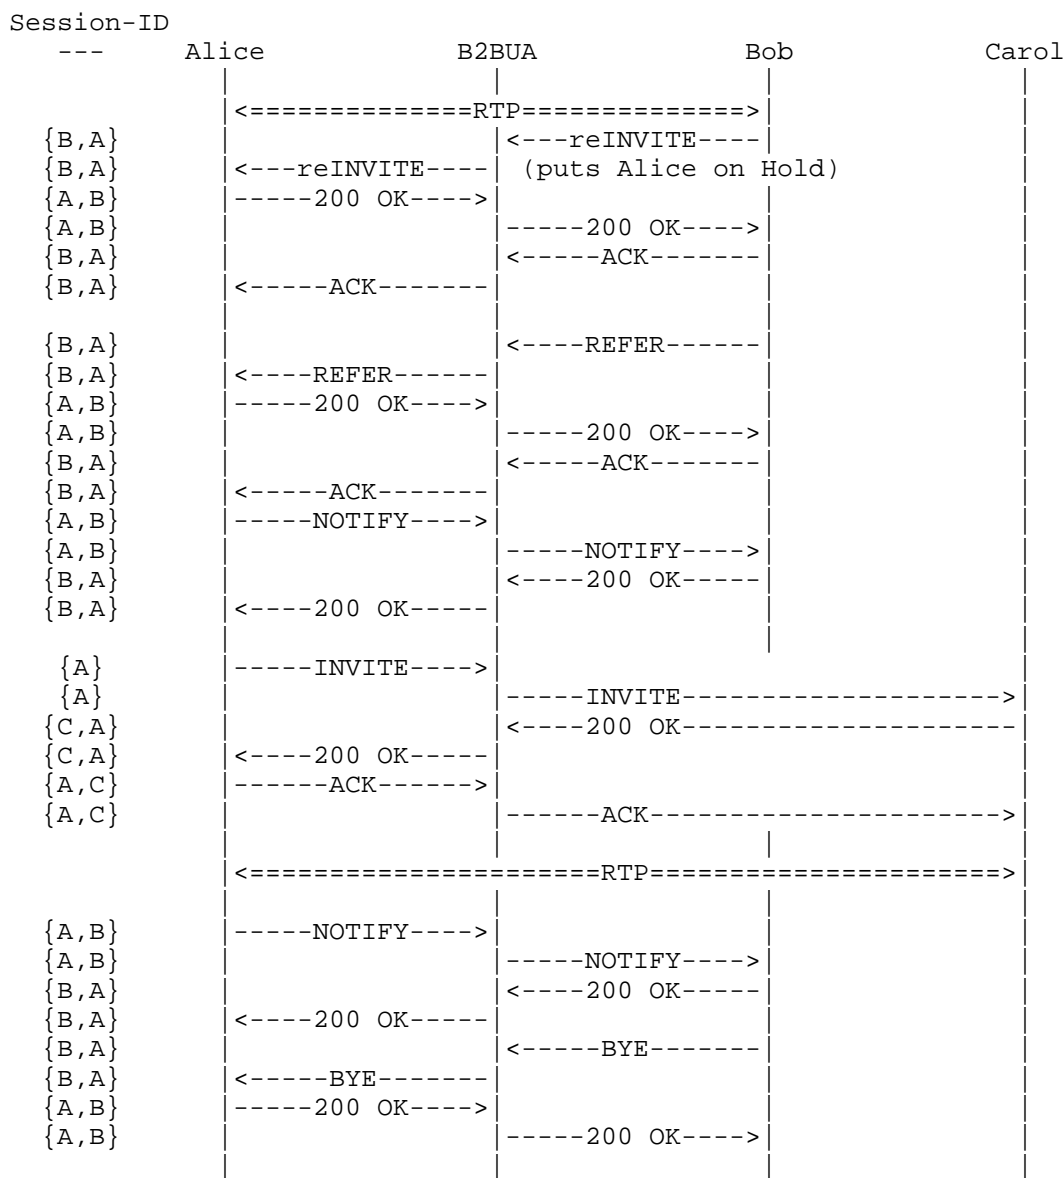 Session-ID
   ---     Alice            B2BUA             Bob            Carol
             |                |                |               |
             |<==============RTP==============>|               |
  {B,A}      |                |<---reINVITE----|               |
  {B,A}      |<---reINVITE----| (puts Alice on Hold)           |
  {A,B}      |-----200 OK---->|                |               |
  {A,B}      |                |-----200 OK---->|               |
  {B,A}      |                |<-----ACK-------|               |
  {B,A}      |<-----ACK-------|                |               |
             |                |                |               |
  {B,A}      |                |<----REFER------|               |
  {B,A}      |<----REFER------|                |               |
  {A,B}      |-----200 OK---->|                |               |
  {A,B}      |                |-----200 OK---->|               |
  {B,A}      |                |<-----ACK-------|               |
  {B,A}      |<-----ACK-------|                |               |
  {A,B}      |-----NOTIFY---->|                |               |
  {A,B}      |                |-----NOTIFY---->|               |
  {B,A}      |                |<----200 OK-----|               |
  {B,A}      |<----200 OK-----|                |               |
             |                |                |               |
   {A}       |-----INVITE---->|                                |
   {A}       |                |-----INVITE-------------------->|
  {C,A}      |                |<----200 OK---------------------|
  {C,A}      |<----200 OK-----|                                |
  {A,C}      |------ACK------>|                                |
  {A,C}      |                |------ACK---------------------->|
             |                |                |               |
             |<======================RTP======================>|
             |                |                |               |
  {A,B}      |-----NOTIFY---->|                |               |
  {A,B}      |                |-----NOTIFY---->|               |
  {B,A}      |                |<----200 OK-----|               |
  {B,A}      |<----200 OK-----|                |               |
  {B,A}      |                |<-----BYE-------|               |
  {B,A}      |<-----BYE-------|                |               |
  {A,B}      |-----200 OK---->|                |               |
  {A,B}      |                |-----200 OK---->|               |
             |                |                |               |